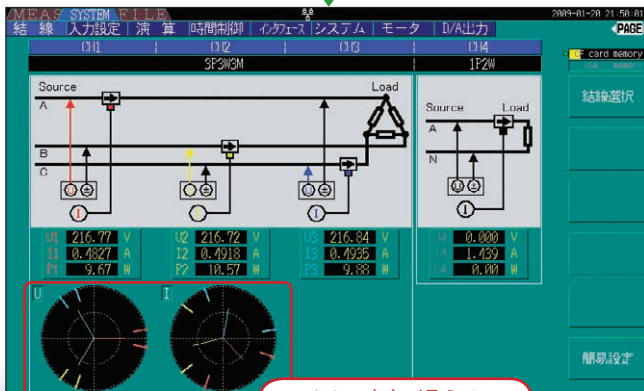 MEAS SYSTEM FILE 2009-01-20 21:50:01
結線 入力設定 演算 時間制御 インタフェース システム モータ D/A出力 PAGE
CH1 CH2 CH3 CH4
3P3W3M 1P2W
CF card memory
結線選択
Source Load
A
B
C
U U U
I I I
Source Load
A
N
U
I
U1 216.77 V U2 216.72 V U3 216.84 V U4 0.000 V
I1 0.4827 A I2 0.4918 A I3 0.4935 A I4 1.439 A
P1 9.67 W P2 10.57 W P3 9.88 W P4 0.00 W
U I
簡易設定